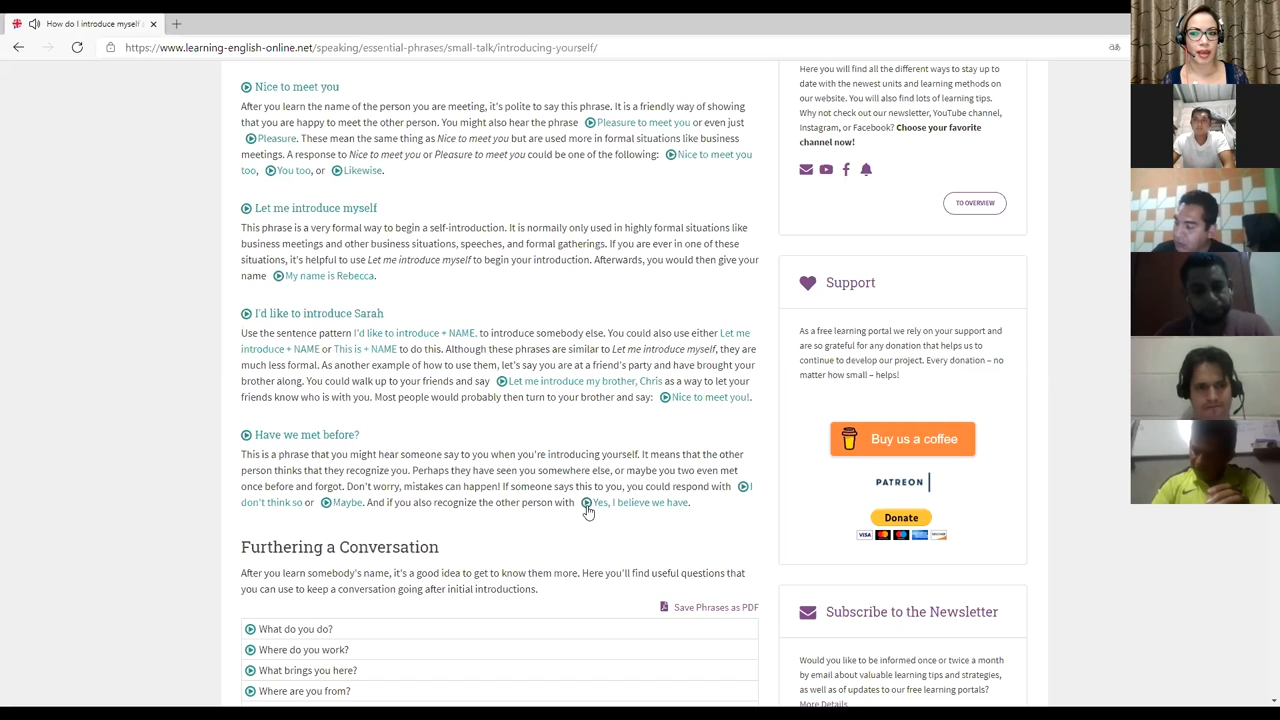 How do I introduce myself
https://www.learning-english-online.net/speaking/essential-phrases/small-talk/introducing-yourself/
Nice to meet you
After you learn the name of the person you are meeting, it's polite to say this phrase. It is a friendly way of showing
that you are happy to meet the other person. You might also hear the phrase Pleasure to meet you or even just
Pleasure. These mean the same thing as Nice to meet you but are used more in formal situations like business
meetings. A response to Nice to meet you or Pleasure to meet you could be one of the following: Nice to meet you
too, You too, or Likewise.
Let me introduce myself
This phrase is a very formal way to begin a self-introduction. It is normally only used in highly formal situations like
business meetings and other business situations, speeches, and formal gatherings. If you are ever in one of these
situations, it's helpful to use Let me introduce myself to begin your introduction. Afterwards, you would then give your
name My name is Rebecca.
I'd like to introduce Sarah
Use the sentence pattern I'd like to introduce + NAME. to introduce somebody else. You could also use either Let me
introduce + NAME or This is + NAME to do this. Although these phrases are similar to Let me introduce myself, they are
much less formal. As another example of how to use them, let's say you are at a friend's party and have brought your
brother along. You could walk up to your friends and say Let me introduce my brother, Chris as a way to let your
friends know who is with you. Most people would probably then turn to your brother and say: Nice to meet you!.
Have we met before?
This is a phrase that you might hear someone say to you when you're introducing yourself. It means that the other
person thinks that they recognize you. Perhaps they have seen you somewhere else, or maybe you two even met
once before and forgot. Don't worry, mistakes can happen! If someone says this to you, you could respond with I
don't think so or Maybe. And if you also recognize the other person with Yes, I believe we have.
Furthering a Conversation
After you learn somebody's name, it's a good idea to get to know them more. Here you'll find useful questions that
you can use to keep a conversation going after initial introductions.
Save Phrases as PDF
What do you do?
Where do you work?
What brings you here?
Where are you from?
Here you will find all the different ways to stay up to
date with the newest units and learning methods on
our website. You will also find lots of learning tips.
Why not check out our newsletter, YouTube channel,
Instagram, or Facebook? Choose your favorite
channel now!
TO OVERVIEW
Support
As a free learning portal we rely on your support and
are so grateful for any donation that helps us to
continue to develop our project. Every donation – no
matter how small – helps!
Buy us a coffee
PATREON
Donate
VISA
Subscribe to the Newsletter
Would you like to be informed once or twice a month
by email about valuable learning tips and strategies,
as well as of updates to our free learning portals?
More Details